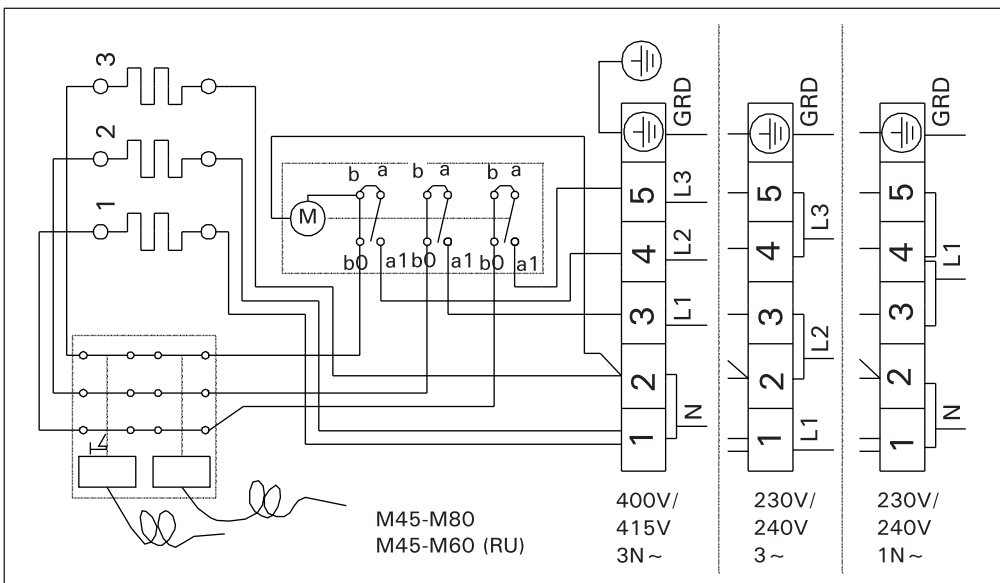 3
2
1
b a b a b a
M
b0 a1 b0 a1 b0 a1
GRD
5 L3
4 L2
3 L1
2
1 N
400V/
415V
3N~
GRD
5
4 L3
3
2 L2
1 L1
230V/
240V
3~
GRD
5
4 L1
3
2
1 N
230V/
240V
1N~
M45-M80
M45-M60 (RU)